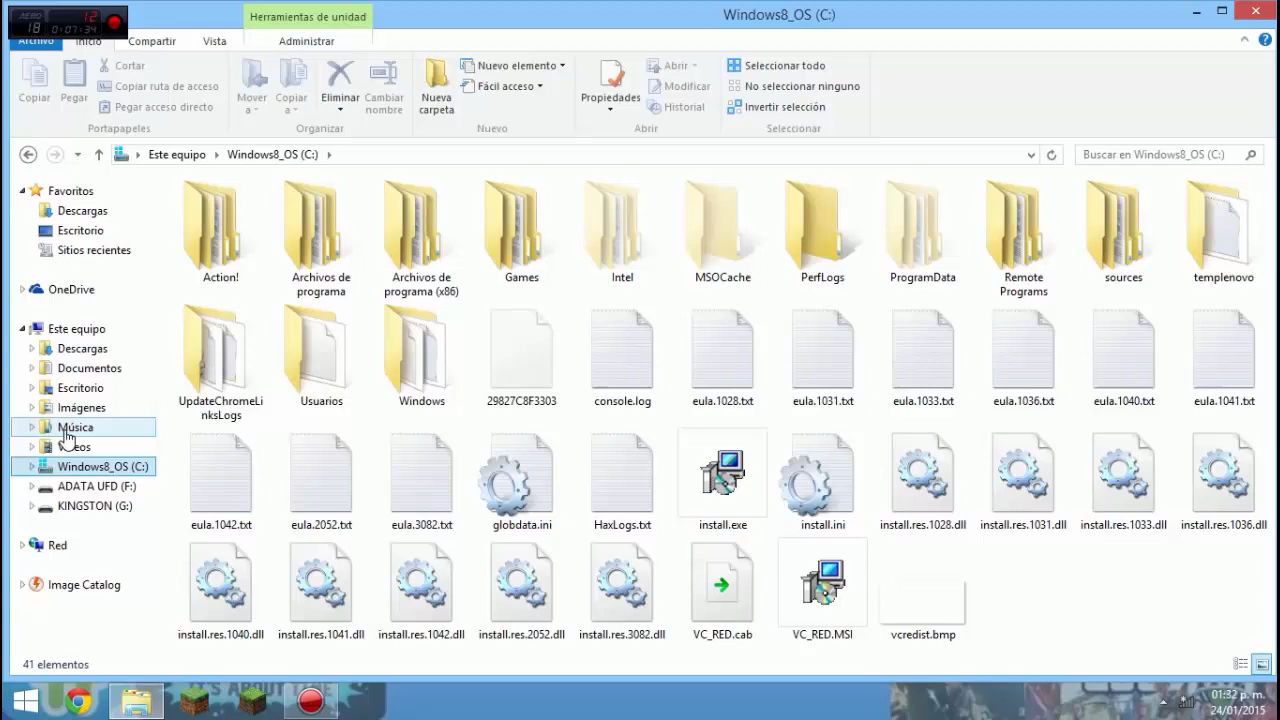 12
18
0:07:34
Herramientas de unidad
Windows8_OS (C:)
Archivo
Inicio
Compartir
Vista
Administrar
Copiar
Pegar
Cortar
Copiar ruta de acceso
Pegar acceso directo
Portapapeles
Mover a
Copiar a
Eliminar
Cambiar nombre
Organizar
Nueva carpeta
Nuevo elemento
Fácil acceso
Nuevo
Propiedades
Abrir
Modificar
Historial
Abrir
Seleccionar todo
No seleccionar ninguno
Invertir selección
Seleccionar
Este equipo
Windows8_OS (C:)
Buscar en Windows8_OS (C:)
Favoritos
Descargas
Escritorio
Sitios recientes
OneDrive
Este equipo
Descargas
Documentos
Escritorio
Imágenes
Música
Windows8_OS (C:)
ADATA UFD (F:)
KINGSTON (G:)
Red
Image Catalog
Action!
Archivos de programa
Archivos de programa (x86)
Games
Intel
MSOCache
PerfLogs
ProgramData
Remote Programs
sources
templenovo
UpdateChromeLinksLogs
Usuarios
Windows
29827C8F3303
console.log
eula.1028.txt
eula.1031.txt
eula.1033.txt
eula.1036.txt
eula.1040.txt
eula.1041.txt
eula.1042.txt
eula.2052.txt
eula.3082.txt
globdata.ini
HaxLogs.txt
install.exe
install.ini
install.res.1028.dll
install.res.1031.dll
install.res.1033.dll
install.res.1036.dll
install.res.1040.dll
install.res.1041.dll
install.res.1042.dll
install.res.2052.dll
install.res.3082.dll
VC_RED.cab
VC_RED.MSI
vcredist.bmp
41 elementos
01:32 p. m.
24/01/2015